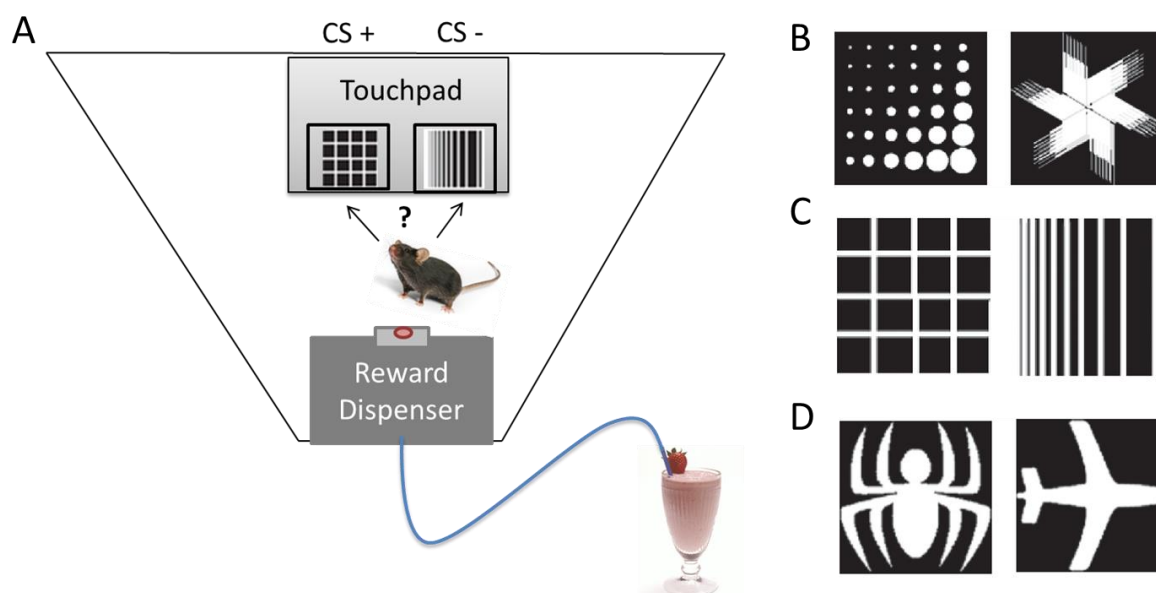 A
CS +
CS -
Touchpad
?
Reward
Dispenser
B
C
D